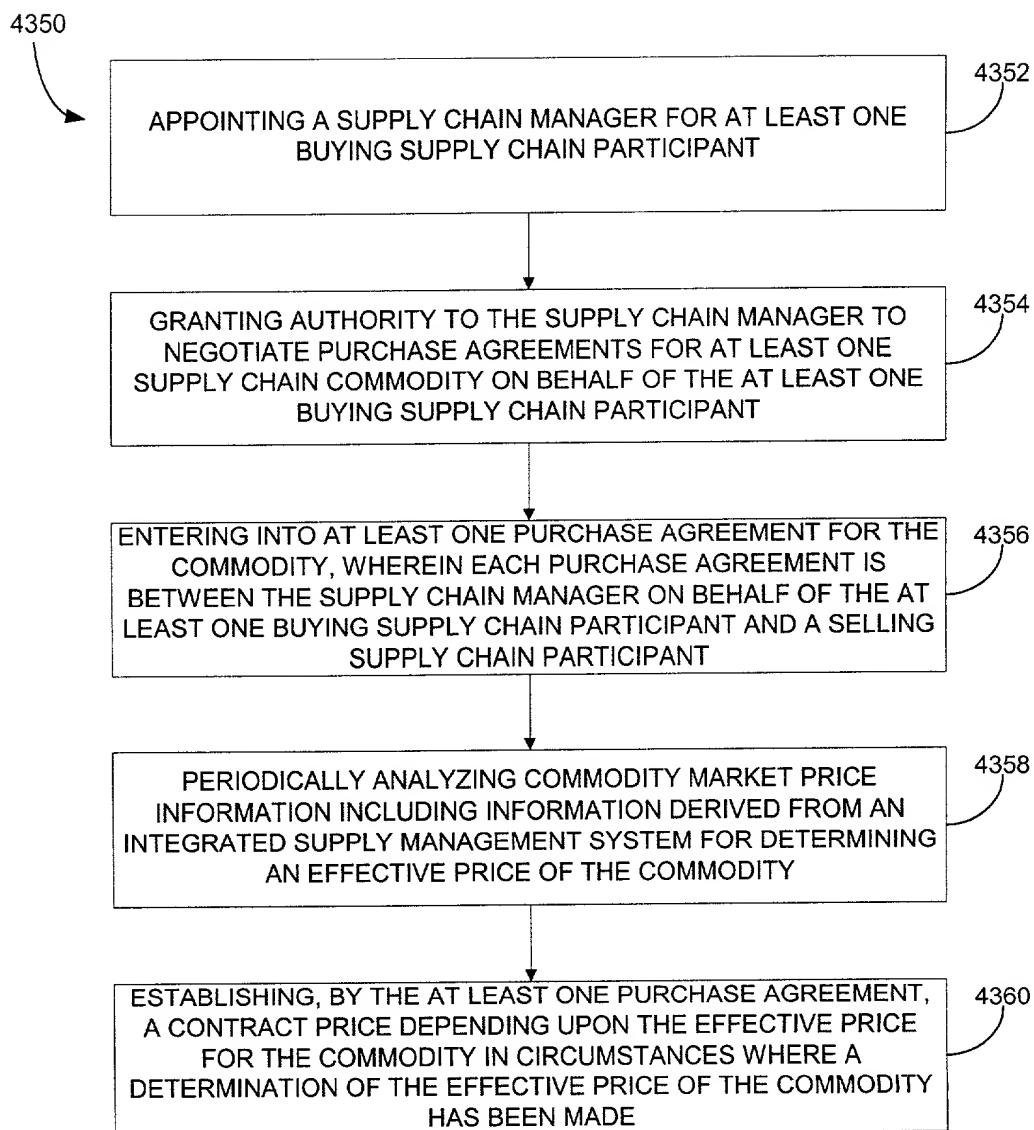 4350
4352
APPOINTING A SUPPLY CHAIN MANAGER FOR AT LEAST ONE
BUYING SUPPLY CHAIN PARTICIPANT
4354
GRANTING AUTHORITY TO THE SUPPLY CHAIN MANAGER TO
NEGOTIATE PURCHASE AGREEMENTS FOR AT LEAST ONE
SUPPLY CHAIN COMMODITY ON BEHALF OF THE AT LEAST ONE
BUYING SUPPLY CHAIN PARTICIPANT
4356
ENTERING INTO AT LEAST ONE PURCHASE AGREEMENT FOR THE
COMMODITY, WHEREIN EACH PURCHASE AGREEMENT IS
BETWEEN THE SUPPLY CHAIN MANAGER ON BEHALF OF THE AT
LEAST ONE BUYING SUPPLY CHAIN PARTICIPANT AND A SELLING
SUPPLY CHAIN PARTICIPANT
4358
PERIODICALLY ANALYZING COMMODITY MARKET PRICE
INFORMATION INCLUDING INFORMATION DERIVED FROM AN
INTEGRATED SUPPLY MANAGEMENT SYSTEM FOR DETERMINING
AN EFFECTIVE PRICE OF THE COMMODITY
4360
ESTABLISHING, BY THE AT LEAST ONE PURCHASE AGREEMENT,
A CONTRACT PRICE DEPENDING UPON THE EFFECTIVE PRICE
FOR THE COMMODITY IN CIRCUMSTANCES WHERE A
DETERMINATION OF THE EFFECTIVE PRICE OF THE COMMODITY
HAS BEEN MADE